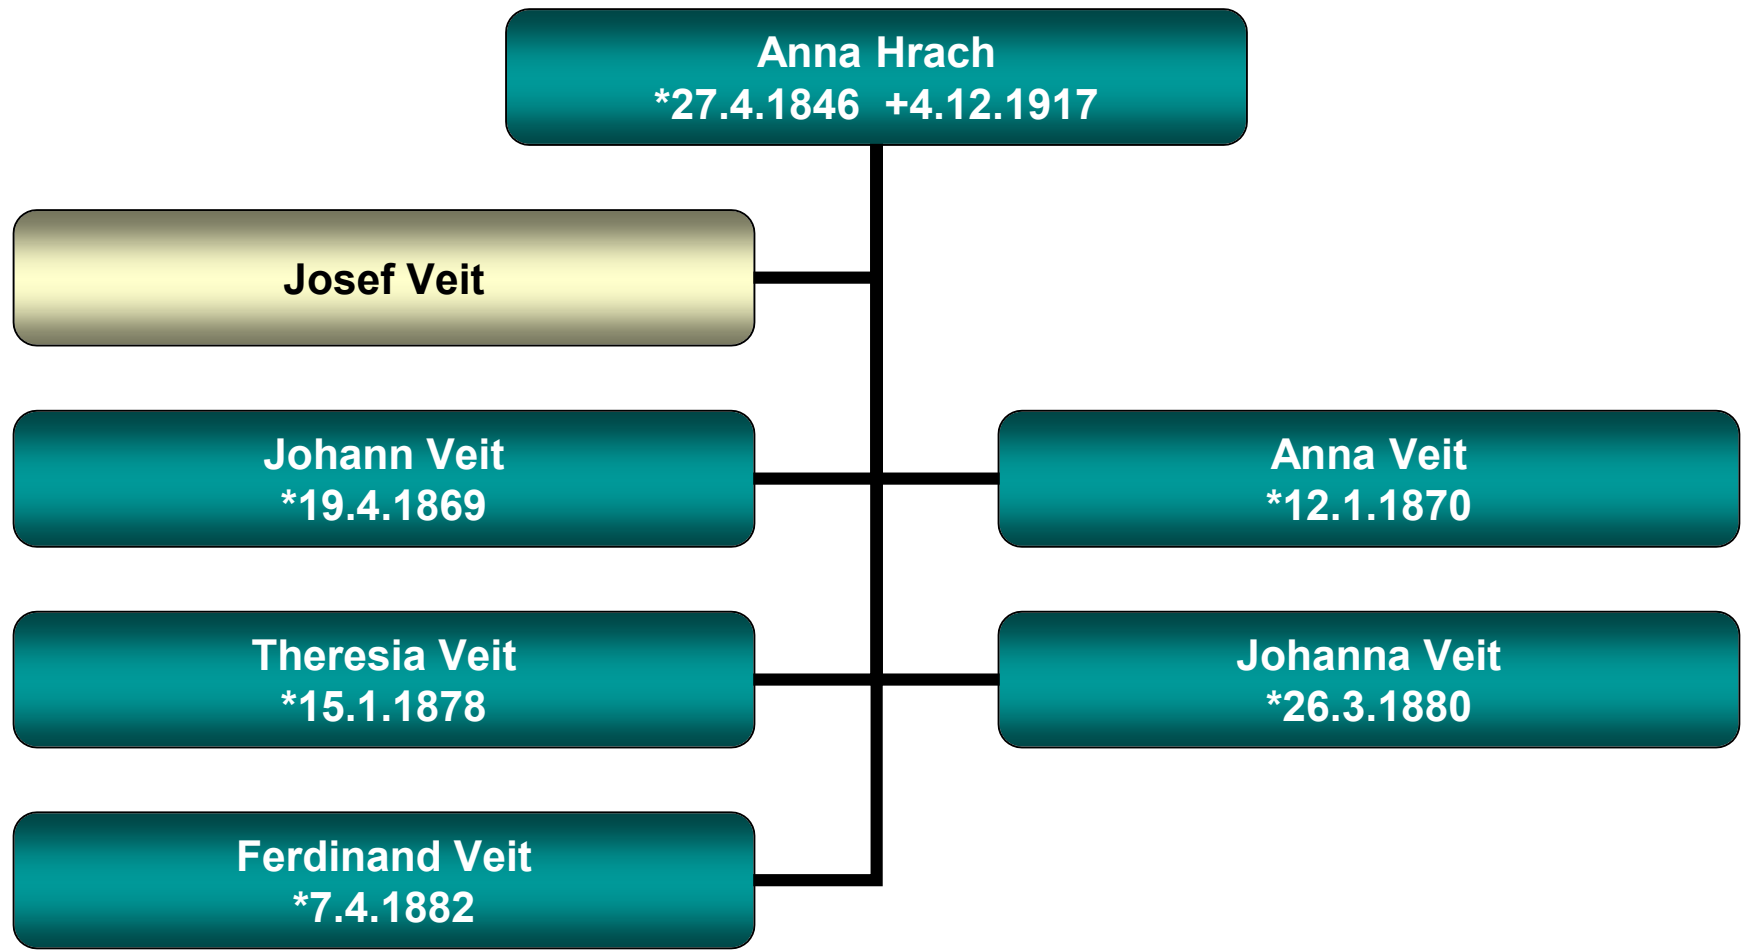 Anna Hrach
*27.4.1846  +4.12.1917
Josef Veit
Johann Veit
*19.4.1869
Anna Veit
*12.1.1870
Theresia Veit
*15.1.1878
Johanna Veit
*26.3.1880
Ferdinand Veit
*7.4.1882